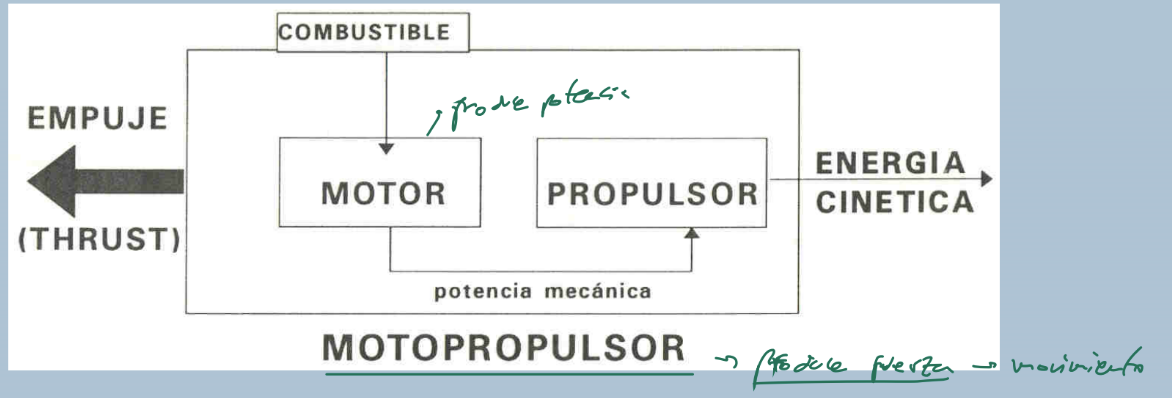 COMBUSTIBLE
produce potencia
EMPUJE
(THRUST)
MOTOR
PROPULSOR
ENERGIA
CINETICA
potencia mecánica
MOTOPROPULSOR → produce fuerza → movimiento